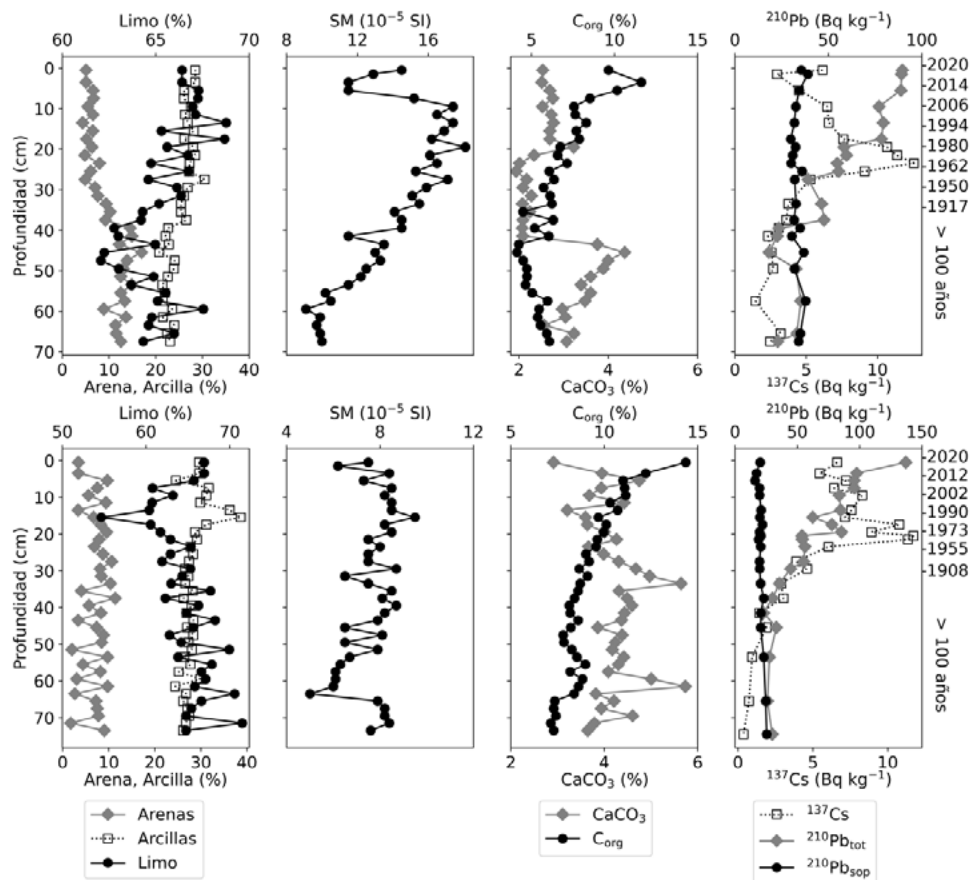 Limo (%)
61 63 65 67 69
SM (10⁻⁵ SI)
8 12 16
C_org (%)
5 10 15
²¹⁰Pb (Bq kg⁻¹)
0 50 100
Profundidad (cm)
0
10
20
30
40
50
60
70
0 10 20 30 40
Arena, Arcilla (%)
2 4 6
CaCO₃ (%)
0 5 10
¹³⁷Cs (Bq kg⁻¹)
2020
2014
2006
1994
1980
1962
1950
1917
> 100 años
Limo (%)
50 60 70
SM (10⁻⁵ SI)
4 8 12
C_org (%)
5 10 15
²¹⁰Pb (Bq kg⁻¹)
0 50 100 150
Profundidad (cm)
0
10
20
30
40
50
60
70
0 10 20 30 40
Arena, Arcilla (%)
2 4 6
CaCO₃ (%)
0 5 10
¹³⁷Cs (Bq kg⁻¹)
2020
2012
2002
1990
1973
1955
1908
> 100 años
Arenas
Arcillas
Limo
CaCO₃
C_org
¹³⁷Cs
²¹⁰Pb_tot
²¹⁰Pb_sop